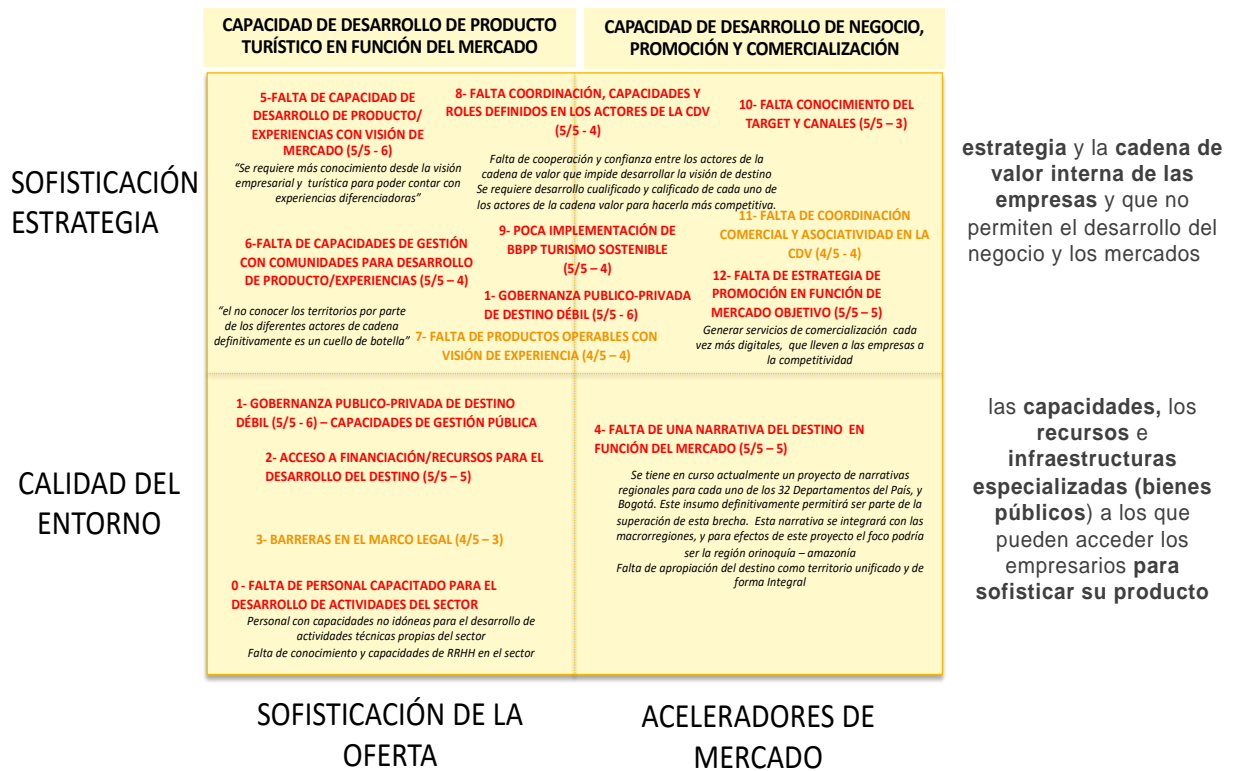 CAPACIDAD DE DESARROLLO DE PRODUCTO
TURÍSTICO EN FUNCIÓN DEL MERCADO
CAPACIDAD DE DESARROLLO DE NEGOCIO,
PROMOCIÓN Y COMERCIALIZACIÓN
SOFISTICACIÓN
ESTRATEGIA
5-FALTA DE CAPACIDAD DE
DESARROLLO DE PRODUCTO/
EXPERIENCIAS CON VISIÓN DE
MERCADO (5/5 - 6)
"Se requiere más conocimiento desde la visión
empresarial y turística para poder contar con
experiencias diferenciadoras"
6-FALTA DE CAPACIDADES DE GESTIÓN
CON COMUNIDADES PARA DESARROLLO
DE PRODUCTO/EXPERIENCIAS (5/5 – 4)
"el no conocer los territorios por parte
de los diferentes actores de cadena
definitivamente es un cuello de botella"
8- FALTA COORDINACIÓN, CAPACIDADES Y
ROLES DEFINIDOS EN LOS ACTORES DE LA CDV
(5/5 - 4)
Falta de cooperación y confianza entre los actores de la
cadena de valor que impide desarrollar la visión de destino
Se requiere desarrollo cualificado y calificado de cada uno de
los actores de la cadena valor para hacerla más competitiva.
9- POCA IMPLEMENTACIÓN DE
BBPP TURISMO SOSTENIBLE
(5/5 – 4)
1- GOBERNANZA PUBLICO-PRIVADA
DE DESTINO DÉBIL (5/5 - 6)
7- FALTA DE PRODUCTOS OPERABLES CON
VISIÓN DE EXPERIENCIA (4/5 – 4)
10- FALTA CONOCIMIENTO DEL
TARGET Y CANALES (5/5 – 3)
11- FALTA DE COORDINACIÓN
COMERCIAL Y ASOCIATIVIDAD EN LA
CDV (4/5 - 4)
12- FALTA DE ESTRATEGIA DE
PROMOCIÓN EN FUNCIÓN DE
MERCADO OBJETIVO (5/5 – 5)
Generar servicios de comercialización cada
vez más digitales, que lleven a las empresas a
la competitividad
estrategia y la cadena de
valor interna de las
empresas y que no
permiten el desarrollo del
negocio y los mercados
CALIDAD DEL
ENTORNO
1- GOBERNANZA PUBLICO-PRIVADA DE DESTINO
DÉBIL (5/5 - 6) – CAPACIDADES DE GESTIÓN PÚBLICA
2- ACCESO A FINANCIACIÓN/RECURSOS PARA EL
DESARROLLO DEL DESTINO (5/5 – 5)
3- BARRERAS EN EL MARCO LEGAL (4/5 – 3)
0 - FALTA DE PERSONAL CAPACITADO PARA EL
DESARROLLO DE ACTIVIDADES DEL SECTOR
Personal con capacidades no idóneas para el desarrollo de
actividades técnicas propias del sector
Falta de conocimiento y capacidades de RRHH en el sector
4- FALTA DE UNA NARRATIVA DEL DESTINO EN
FUNCIÓN DEL MERCADO (5/5 – 5)
Se tiene en curso actualmente un proyecto de narrativas
regionales para cada uno de los 32 Departamentos del País, y
Bogotá. Este insumo definitivamente permitirá ser parte de la
superación de esta brecha. Esta narrativa se integrará con las
macrorregiones, y para efectos de este proyecto el foco podría
ser la región orinoquía – amazonía
Falta de apropiación del destino como territorio unificado y de
forma Integral
las capacidades, los
recursos e
infraestructuras
especializadas (bienes
públicos) a los que
pueden acceder los
empresarios para
sofisticar su producto
SOFISTICACIÓN DE LA
OFERTA
ACELERADORES DE
MERCADO